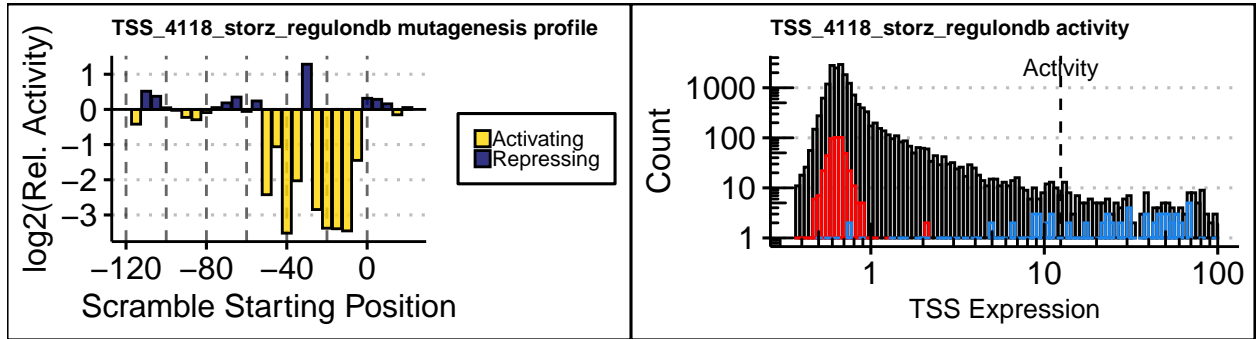 TSS_4118_storz_regulondb mutagenesis profile
log2(Rel. Activity)
1
0
−1
−2
−3
−120
−80
−40
0
Scramble Starting Position
Activating
Repressing
TSS_4118_storz_regulondb activity
Activity
Count
1000
100
10
1
1
10
100
TSS Expression